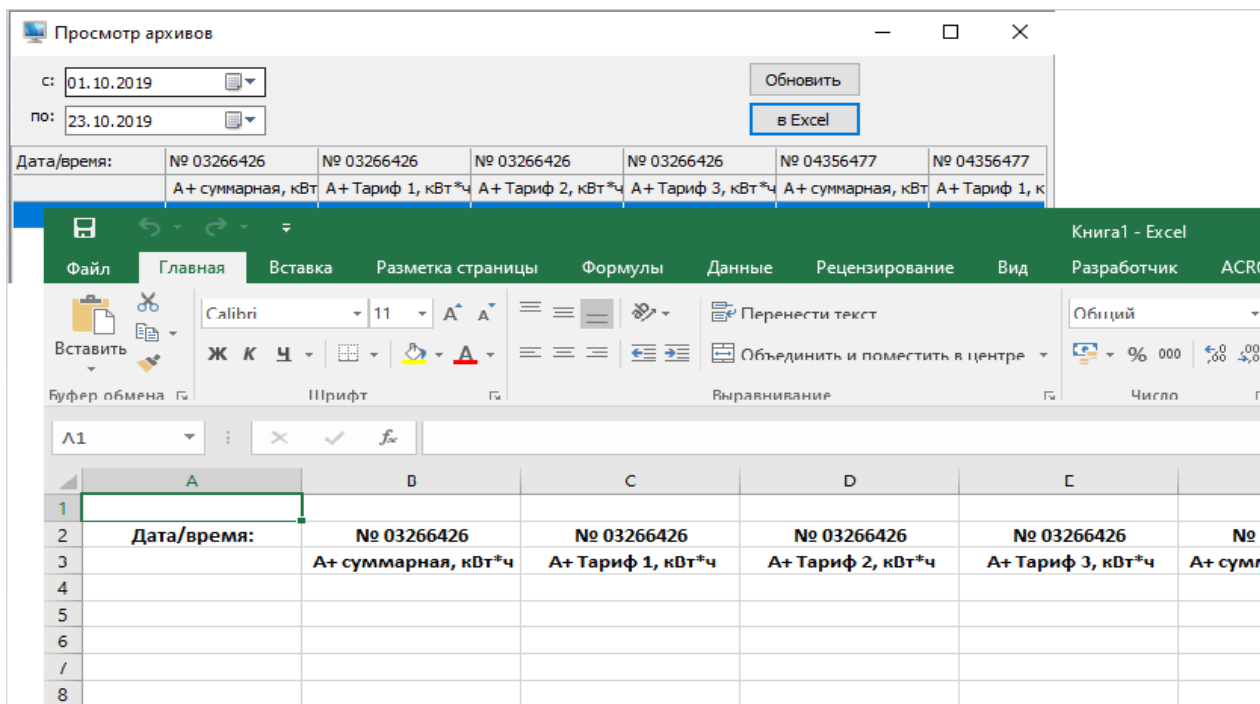 Просмотр архивов
с: 01.10.2019 Обновить
по: 23.10.2019 в Excel
Дата/время: № 03266426 № 03266426 № 03266426 № 03266426 № 04356477 № 04356477
А+ суммарная, кВт А+ Тариф 1, кВт*ч А+ Тариф 2, кВт*ч А+ Тариф 3, кВт*ч А+ суммарная, кВт А+ Тариф 1, к
Книга1 - Excel
Файл Главная Вставка Разметка страницы Формулы Данные Рецензирование Вид Разработчик ACRO
Calibri 11 Перенести текст Общий
Вставить Ж К Ч Объединить и поместить в центре % 000
Буфер обмена Шрифт Выравнивание Число
A1 fx
A B C D E
1
2 Дата/время: № 03266426 № 03266426 № 03266426 № 03266426 №
3 А+ суммарная, кВт*ч А+ Тариф 1, кВт*ч А+ Тариф 2, кВт*ч А+ Тариф 3, кВт*ч А+ сумм
4
5
6
7
8